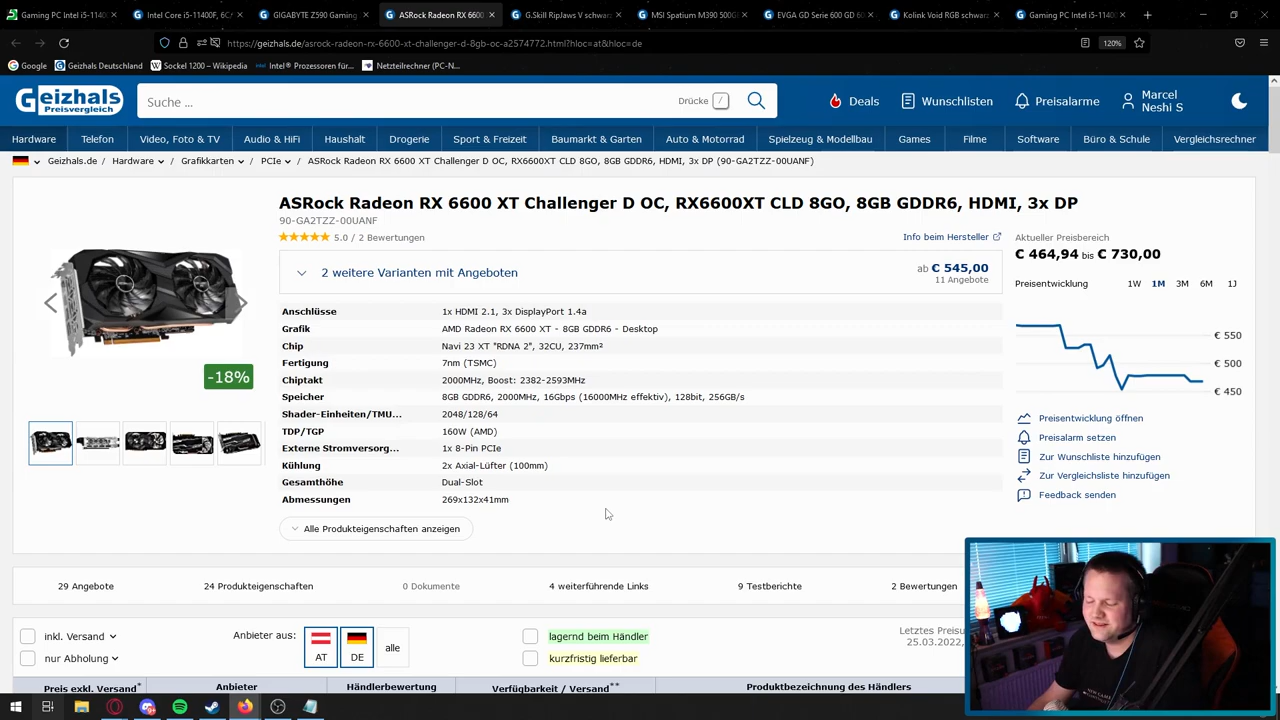 Gaming PC Intel i5-1140
Intel Core i5-11400F, 6C/
GIGABYTE Z590 Gaming
ASRock Radeon RX 6600
G.Skill RipJaws V schwarz
MSI Spatium M390 500G
EVGA GD Serie 600 GD 60
Kolink Void RGB schwarz
Gaming PC Intel i5-1140
https://geizhals.de/asrock-radeon-rx-6600-xt-challenger-d-8gb-oc-a2574772.html?hloc=at&hloc=de
120%
Google
Geizhals Deutschland
Sockel 1200 – Wikipedia
Intel® Prozessoren für...
Netzteilrechner (PC-N...
Geizhals
Preisvergleich
Suche ...
Drücke /
Deals
Wunschlisten
Preisalarme
Marcel
Neshi S
Hardware
Telefon
Video, Foto & TV
Audio & HiFi
Haushalt
Drogerie
Sport & Freizeit
Baumarkt & Garten
Auto & Motorrad
Spielzeug & Modellbau
Games
Filme
Software
Büro & Schule
Vergleichsrechner
Geizhals.de / Hardware / Grafikkarten / PCIe / ASRock Radeon RX 6600 XT Challenger D OC, RX6600XT CLD 8GO, 8GB GDDR6, HDMI, 3x DP (90-GA2TZZ-00UANF)
ASRock Radeon RX 6600 XT Challenger D OC, RX6600XT CLD 8GO, 8GB GDDR6, HDMI, 3x DP
90-GA2TZZ-00UANF
5.0 / 2 Bewertungen
Info beim Hersteller
2 weitere Varianten mit Angeboten
ab € 545,00
11 Angebote
Anschlüsse 1x HDMI 2.1, 3x DisplayPort 1.4a
Grafik AMD Radeon RX 6600 XT - 8GB GDDR6 - Desktop
Chip Navi 23 XT "RDNA 2", 32CU, 237mm²
Fertigung 7nm (TSMC)
Chiptakt 2000MHz, Boost: 2382-2593MHz
Speicher 8GB GDDR6, 2000MHz, 16Gbps (16000MHz effektiv), 128bit, 256GB/s
Shader-Einheiten/TMU... 2048/128/64
TDP/TGP 160W (AMD)
Externe Stromversorg... 1x 8-Pin PCIe
Kühlung 2x Axial-Lüfter (100mm)
Gesamthöhe Dual-Slot
Abmessungen 269x132x41mm
Alle Produkteigenschaften anzeigen
-18%
Aktueller Preisbereich
€ 464,94 bis € 730,00
Preisentwicklung 1W 1M 3M 6M 1J
€ 550
€ 500
€ 450
Preisentwicklung öffnen
Preisalarm setzen
Zur Wunschliste hinzufügen
Zur Vergleichsliste hinzufügen
Feedback senden
29 Angebote
24 Produkteigenschaften
0 Dokumente
4 weiterführende Links
9 Testberichte
2 Bewertungen
inkl. Versand
nur Abholung
Anbieter aus:
AT
DE
alle
lagernd beim Händler
kurzfristig lieferbar
Letztes Preisu
25.03.2022,
Preis exkl. Versand*
Anbieter
Händlerbewertung
Verfügbarkeit / Versand**
Produktbezeichnung des Händlers